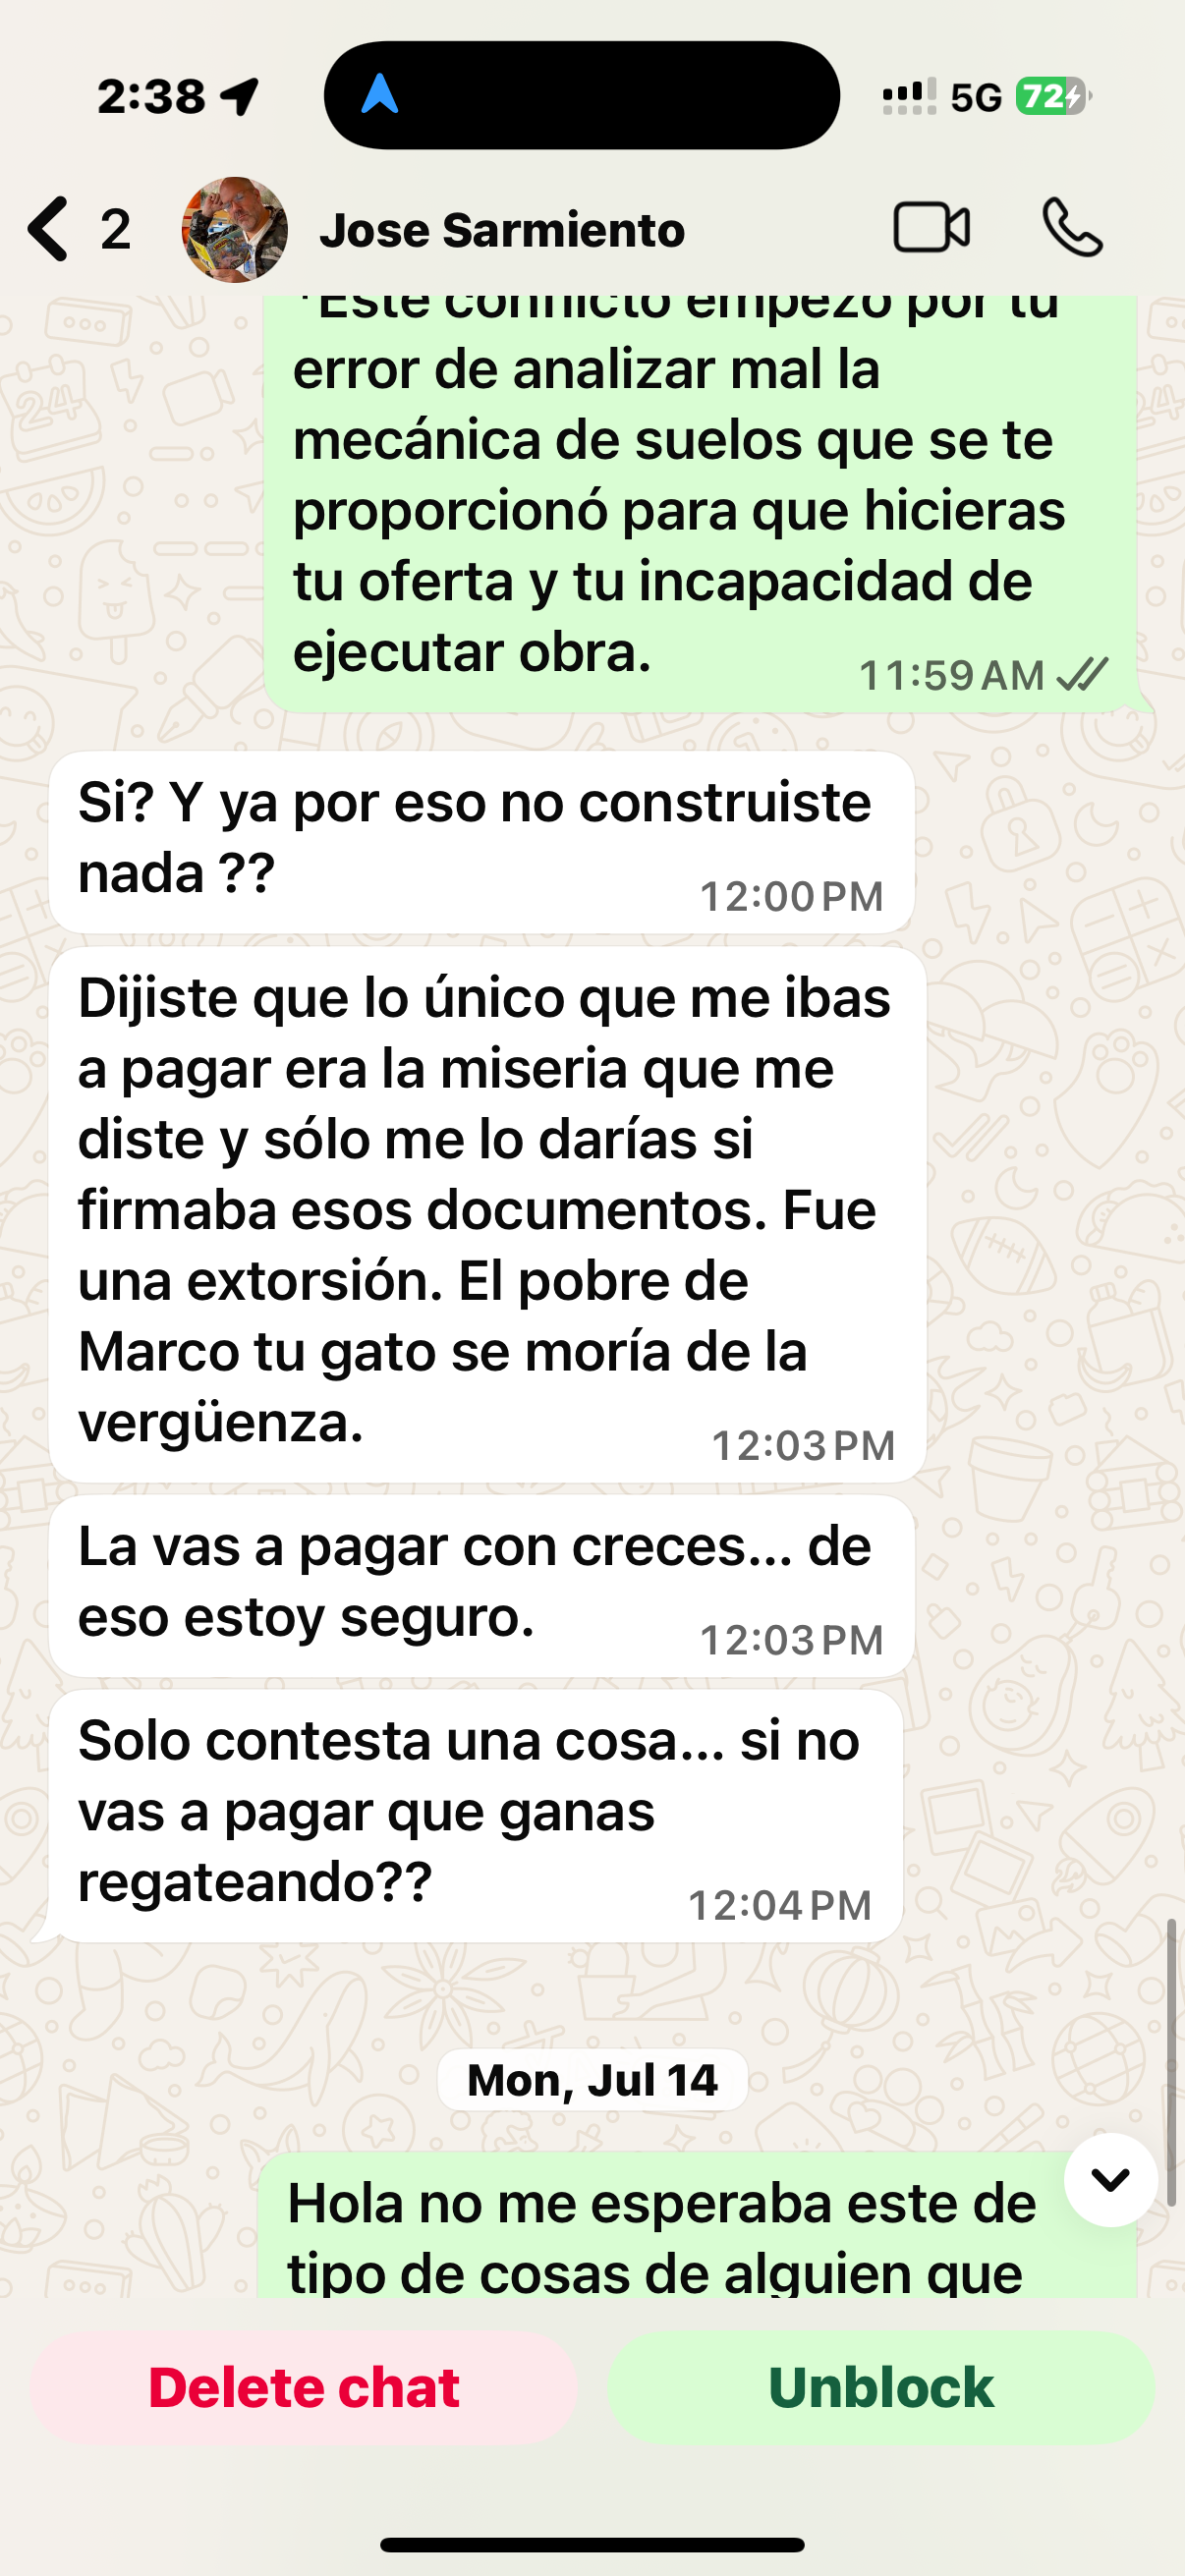 2:38
5G
72
2
Jose Sarmiento
"Este conflicto empezó por tu
error de analizar mal la
mecánica de suelos que se te
proporcionó para que hicieras
tu oferta y tu incapacidad de
ejecutar obra.
11:59 AM
Si? Y ya por eso no construiste
nada ??
12:00 PM
Dijiste que lo único que me ibas
a pagar era la miseria que me
diste y sólo me lo darías si
firmaba esos documentos. Fue
una extorsión. El pobre de
Marco tu gato se moría de la
vergüenza.
12:03 PM
La vas a pagar con creces... de
eso estoy seguro.
12:03 PM
Solo contesta una cosa... si no
vas a pagar que ganas
regateando??
12:04 PM
Mon, Jul 14
Hola no me esperaba este de
tipo de cosas de alguien que
Delete chat
Unblock